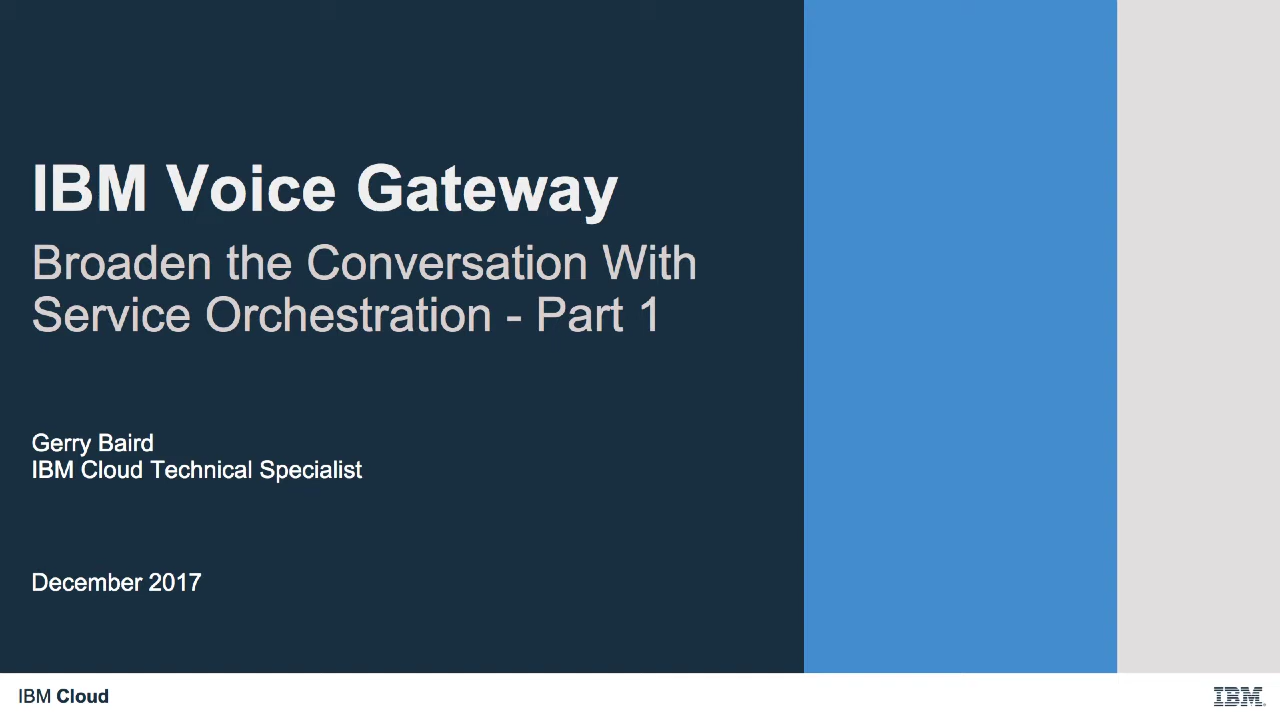 IBM Voice Gateway
Broaden the Conversation With
Service Orchestration - Part 1
Gerry Baird
IBM Cloud Technical Specialist
December 2017
IBM Cloud
IBM